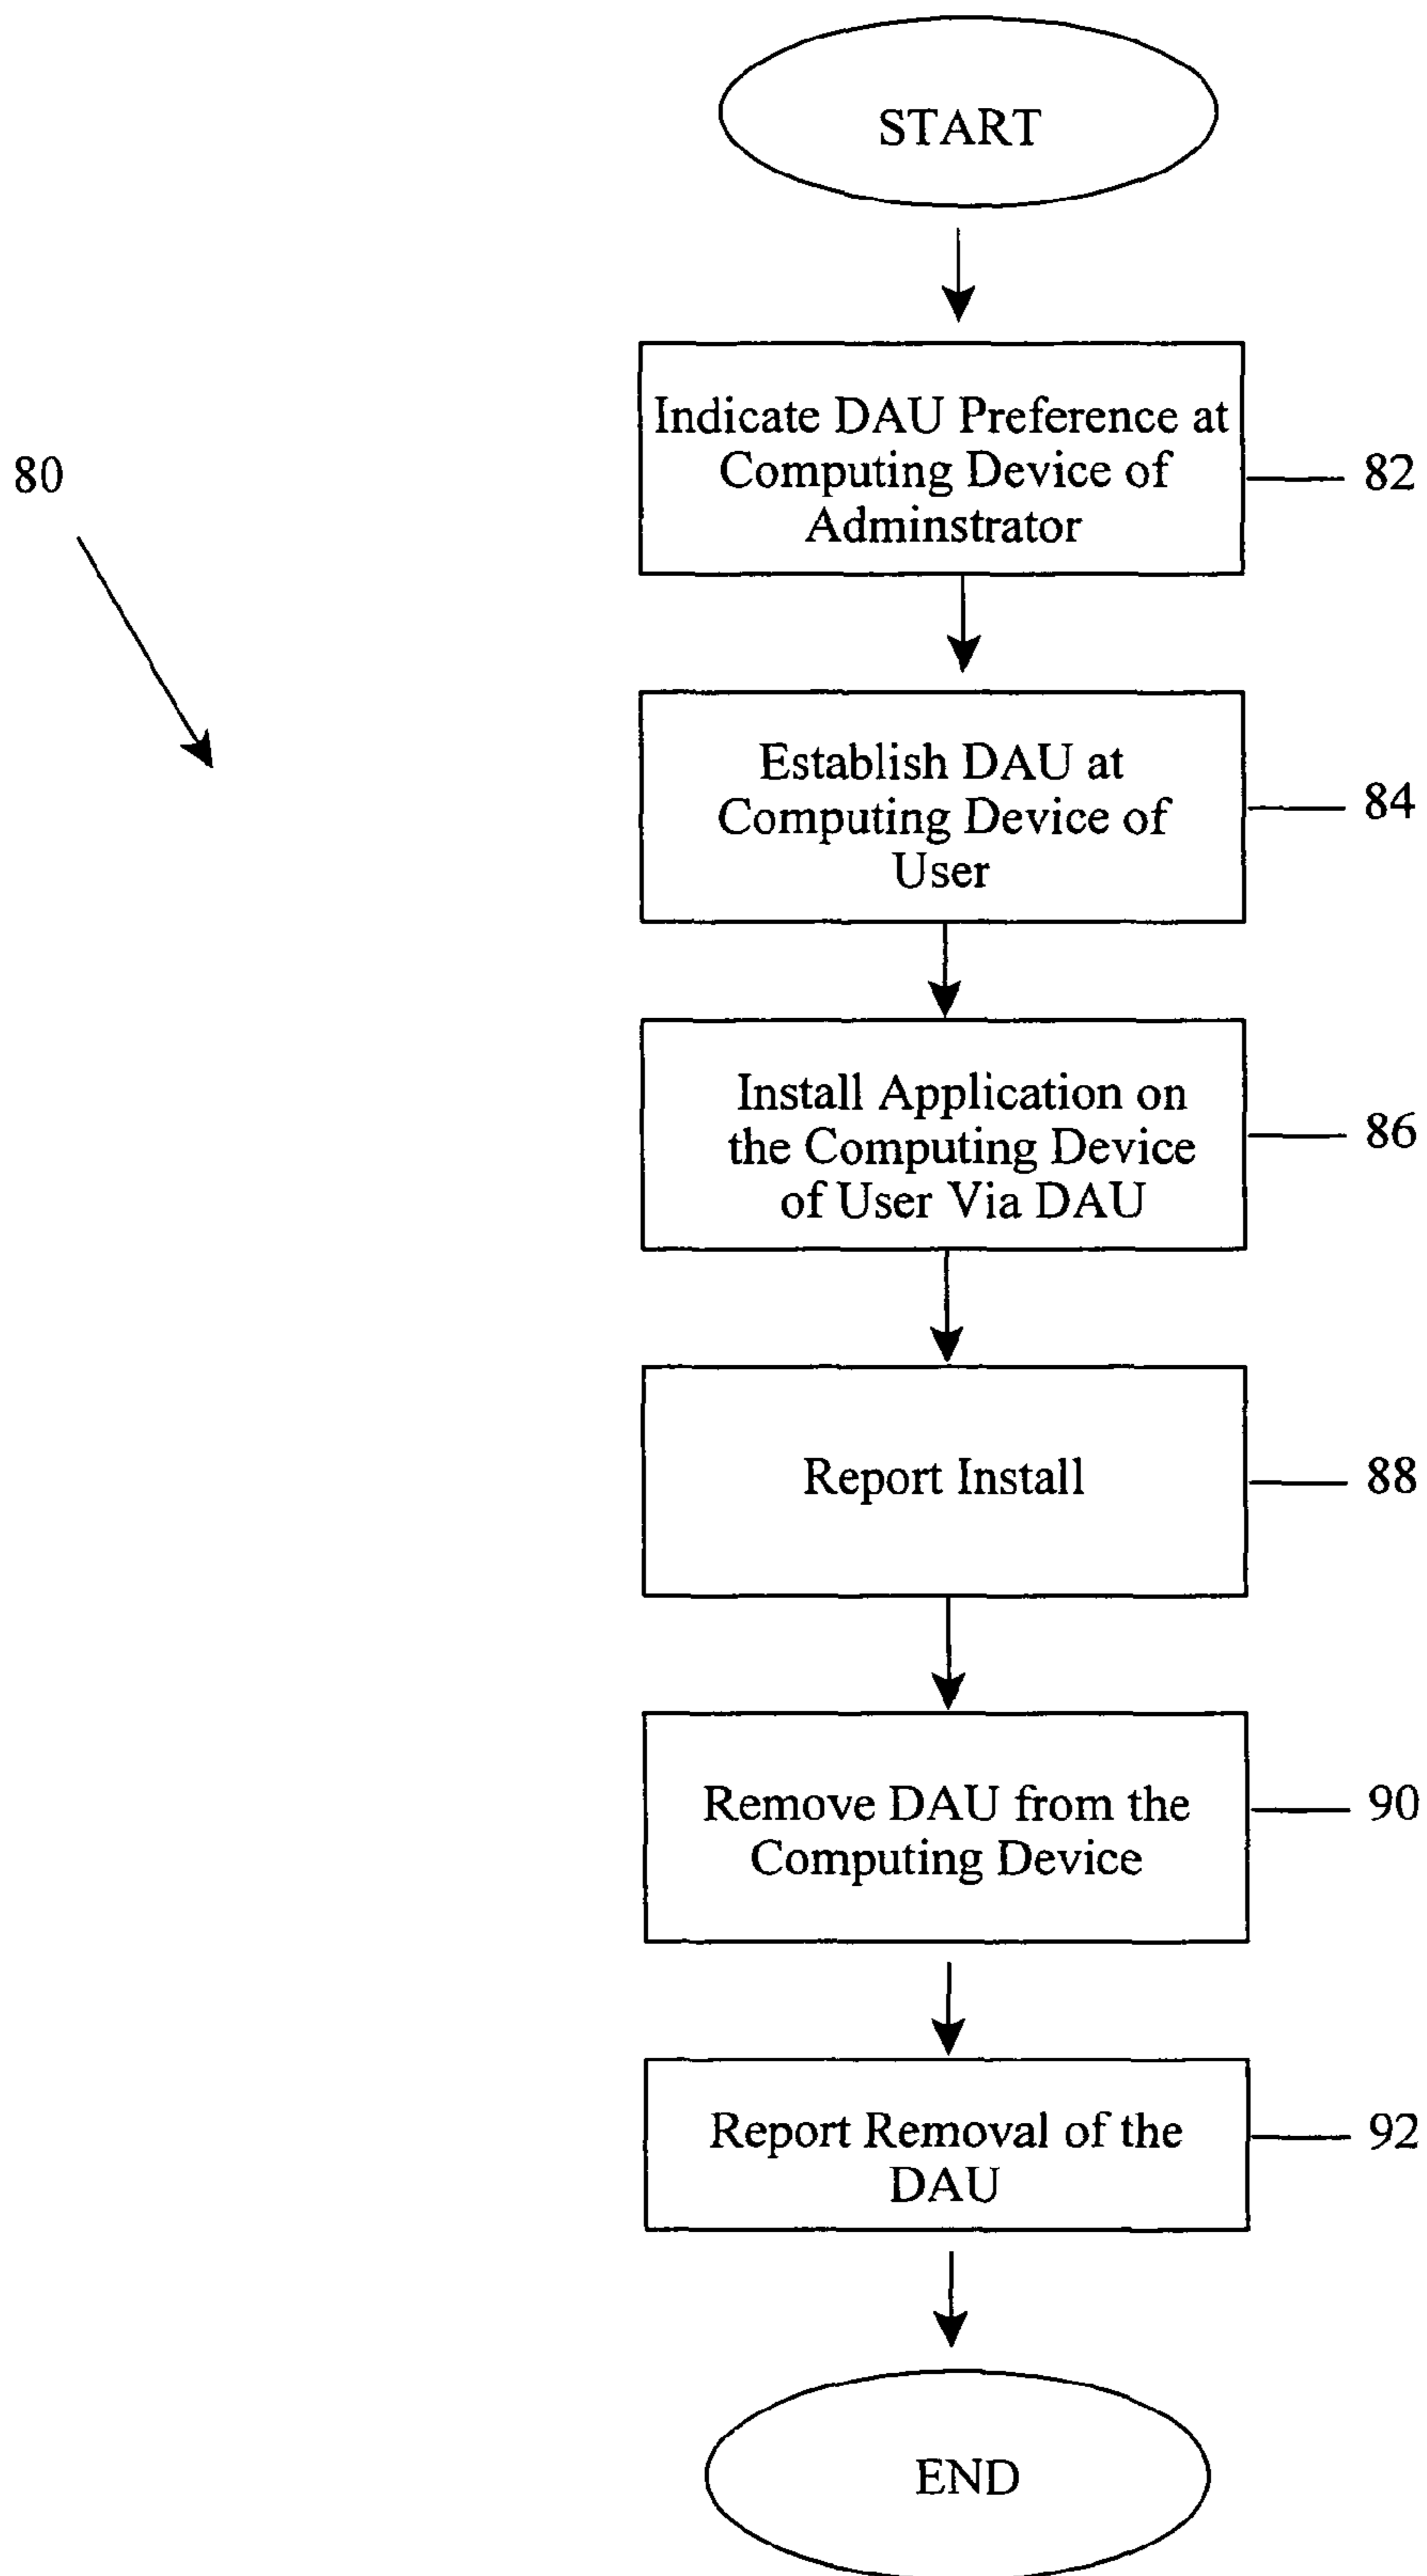 START
80
Indicate DAU Preference at
Computing Device of
Adminstrator
82
Establish DAU at
Computing Device of
User
84
Install Application on
the Computing Device
of User Via DAU
86
Report Install
88
Remove DAU from the
Computing Device
90
Report Removal of the
DAU
92
END